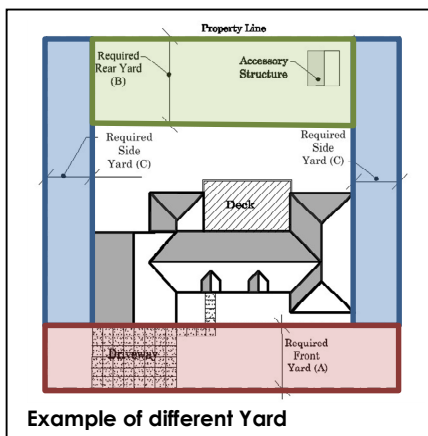 Property Line
Required
Rear Yard
(B)
Accessory
Structure
Required
Side
Yard (C)
Required
Side
Yard (C)
Deck
Driveway
Required
Front
Yard (A)
Example of different Yard